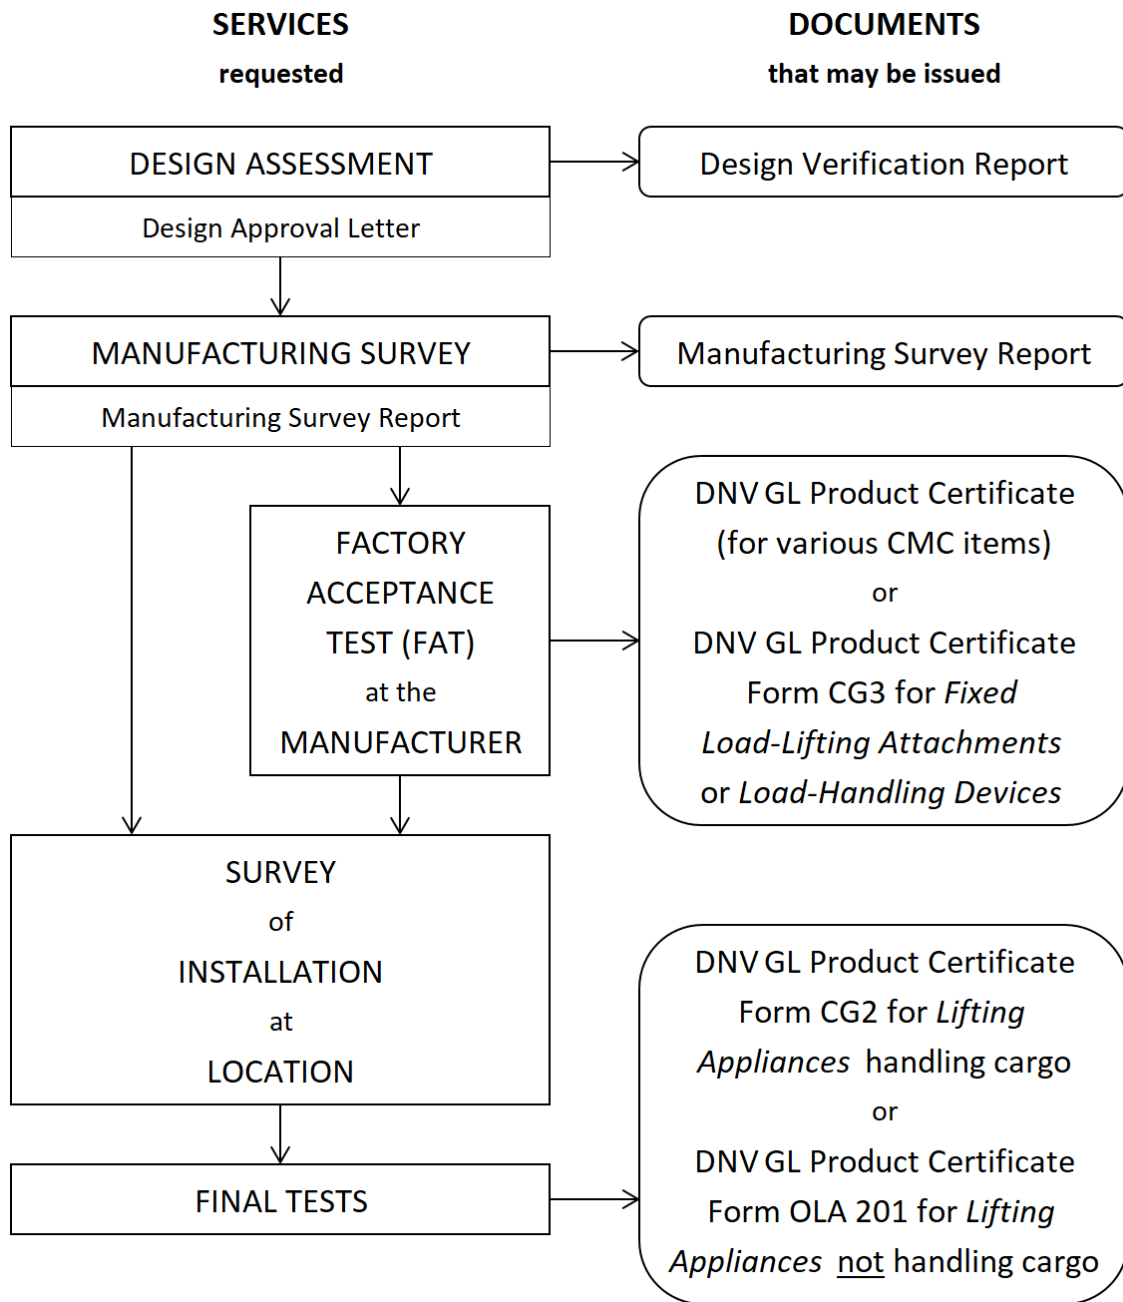 SERVICES
requested
DOCUMENTS
that may be issued
DESIGN ASSESSMENT
Design Approval Letter
Design Verification Report
MANUFACTURING SURVEY
Manufacturing Survey Report
Manufacturing Survey Report
FACTORY
ACCEPTANCE
TEST (FAT)
at the
MANUFACTURER
DNV GL Product Certificate
(for various CMC items)
or
DNV GL Product Certificate
Form CG3 for Fixed
Load-Lifting Attachments
or Load-Handling Devices
SURVEY
of
INSTALLATION
at
LOCATION
FINAL TESTS
DNV GL Product Certificate
Form CG2 for Lifting
Appliances handling cargo
or
DNV GL Product Certificate
Form OLA 201 for Lifting
Appliances not handling cargo